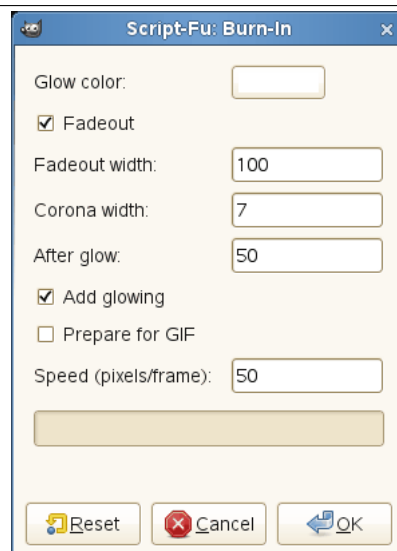 Script-Fu: Burn-In
Glow color:
Fadeout
Fadeout width: 100
Corona width: 7
After glow: 50
Add glowing
Prepare for GIF
Speed (pixels/frame): 50
Reset Cancel OK